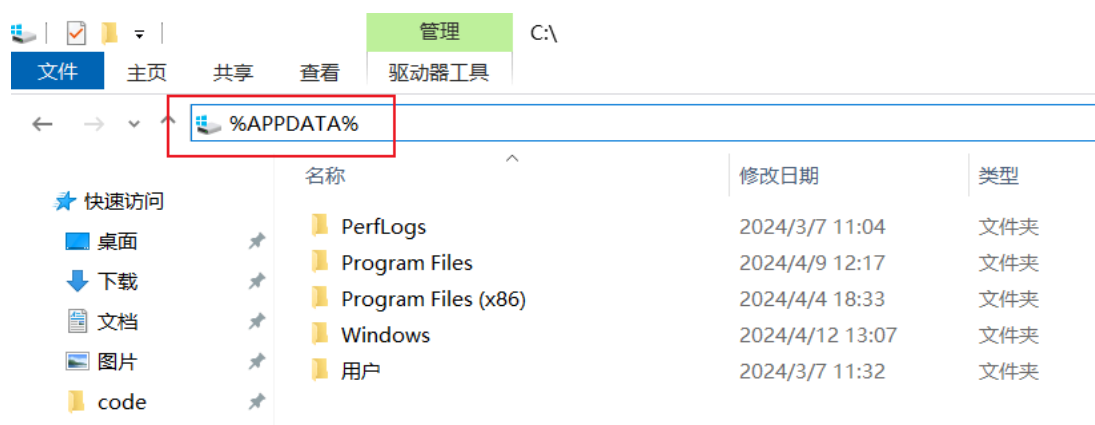 管理 C:\
文件 主页 共享 查看 驱动器工具
%APPDATA%
名称 修改日期 类型
快速访问
桌面
下载
文档
图片
code
PerfLogs 2024/3/7 11:04 文件夹
Program Files 2024/4/9 12:17 文件夹
Program Files (x86) 2024/4/4 18:33 文件夹
Windows 2024/4/12 13:07 文件夹
用户 2024/3/7 11:32 文件夹